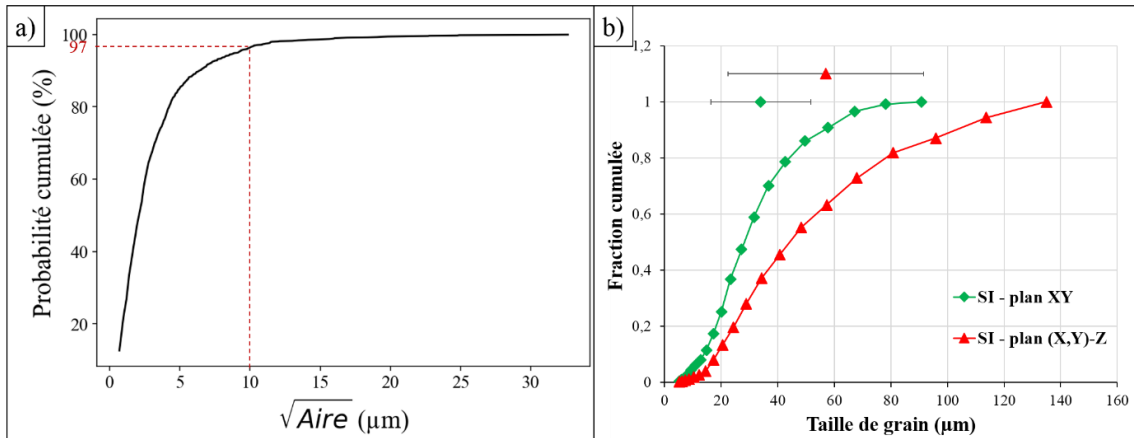 a)
100
97
80
60
40
20
Probabilité cumulée (%)
0 5 10 15 20 25 30
√Aire (µm)
b)
1,2
1
0,8
0,6
0,4
0,2
0
Fraction cumulée
SI - plan XY
SI - plan (X,Y)-Z
0 20 40 60 80 100 120 140 160
Taille de grain (µm)